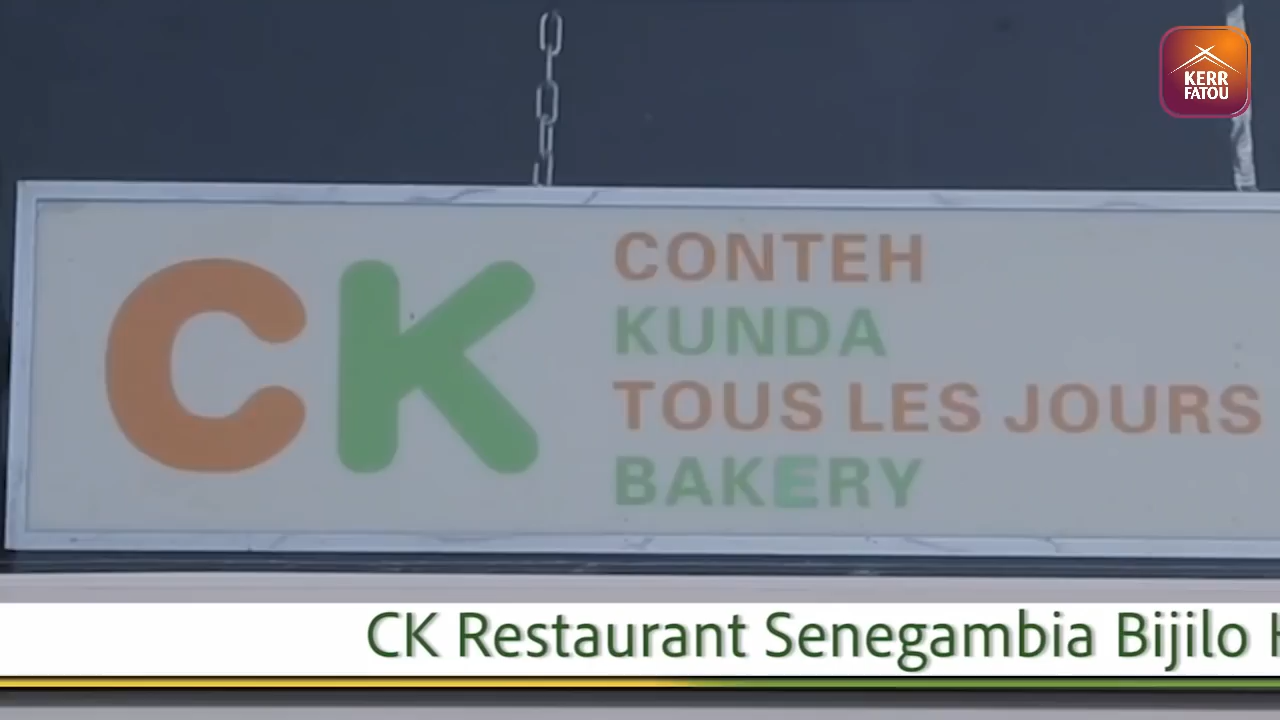 KERR
FATOU
CK
CONTEH
KUNDA
TOUS LES JOURS
BAKERY
CK Restaurant Senegambia Bijilo